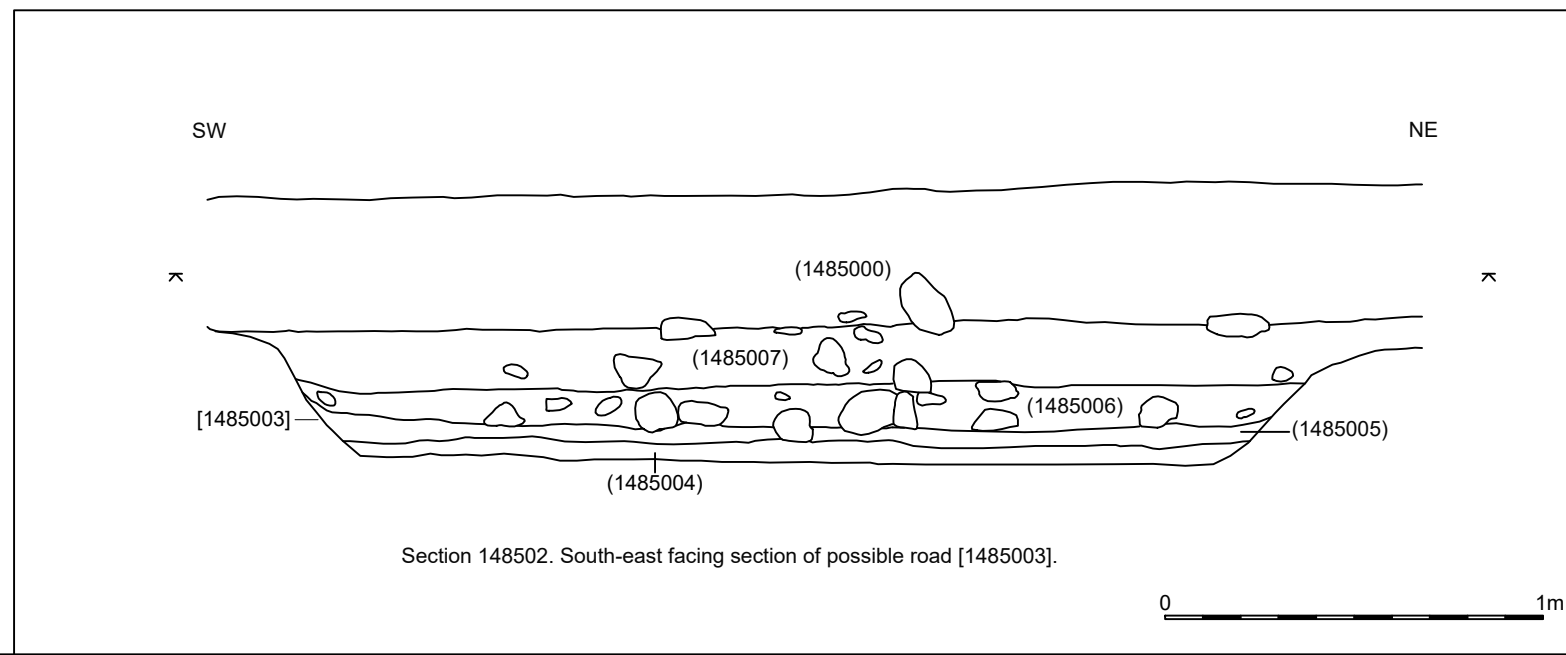 SW
NE
(1485000)
(1485007)
(1485006)
[1485003]
(1485005)
(1485004)
Section 148502. South-east facing section of possible road [1485003].
0
1m